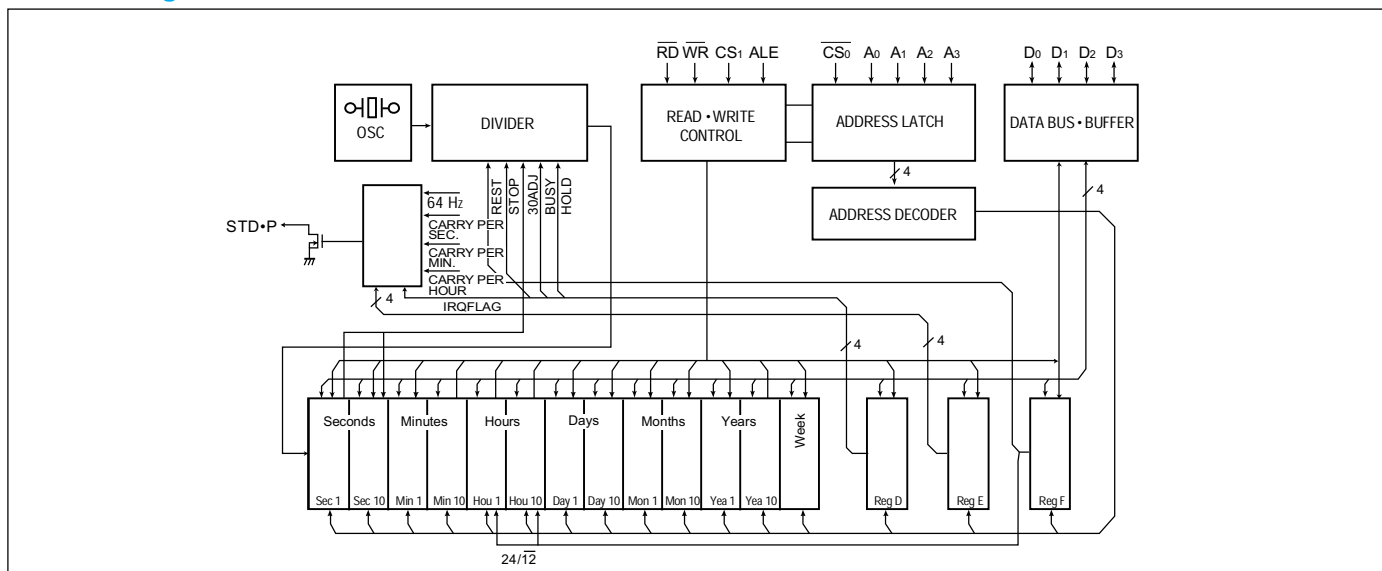 RD WR CS1 ALE
CS0 A0 A1 A2 A3
D0 D1 D2 D3
OSC
DIVIDER
READ • WRITE
CONTROL
ADDRESS LATCH
DATA BUS • BUFFER
4
4
ADDRESS DECODER
REST
STOP
30ADJ
BUSY
HOLD
STD•P
64 Hz
CARRY PER
SEC.
CARRY PER
MIN.
CARRY PER
HOUR
4
IRQFLAG
4
4
Seconds
Minutes
Hours
Days
Months
Years
Week
Sec 1
Sec 10
Min 1
Min 10
Hou 1
Hou 10
Day 1
Day 10
Mon 1
Mon 10
Yea 1
Yea 10
Reg D
Reg E
Reg F
24/12